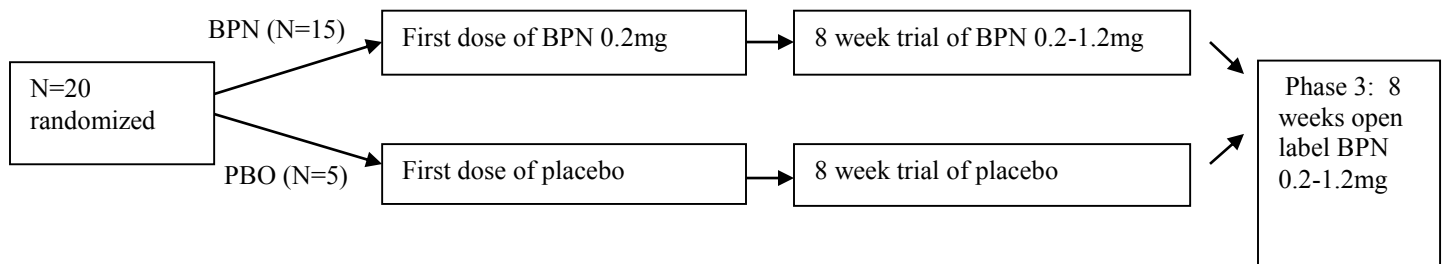 N=20
randomized
BPN (N=15)
First dose of BPN 0.2mg
8 week trial of BPN 0.2-1.2mg
PBO (N=5)
First dose of placebo
8 week trial of placebo
Phase 3: 8
weeks open
label BPN
0.2-1.2mg